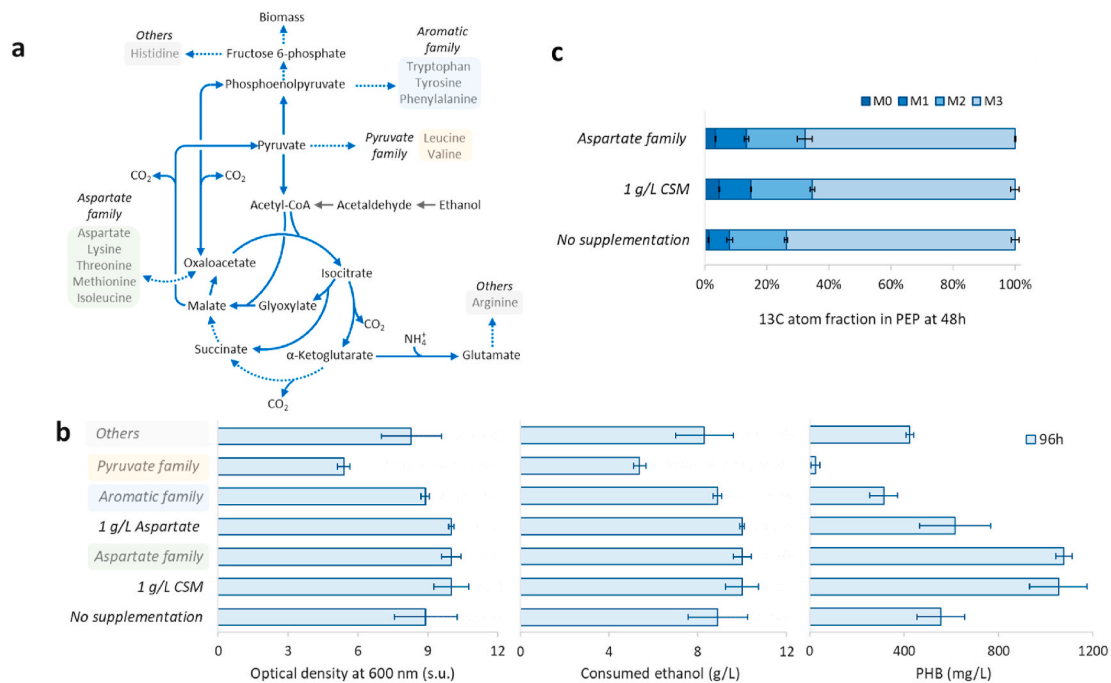 a
Biomass
Others
Histidine
Fructose 6-phosphate
Aromatic
family
Tryptophan
Tyrosine
Phenylalanine
Phosphoenolpyruvate
Pyruvate
Pyruvate
family
Leucine
Valine
CO2
CO2
Acetyl-CoA
Acetaldehyde
Ethanol
Aspartate
family
Aspartate
Lysine
Threonine
Methionine
Isoleucine
Oxaloacetate
Isocitrate
Malate
Glyoxylate
CO2
Others
Arginine
Succinate
α-Ketoglutarate
NH4+
Glutamate
CO2
c
M0 M1 M2 M3
Aspartate family
1 g/L CSM
No supplementation
0% 20% 40% 60% 80% 100%
13C atom fraction in PEP at 48h
b
Others
Pyruvate family
Aromatic family
1 g/L Aspartate
Aspartate family
1 g/L CSM
No supplementation
96h
0 3 6 9 12
Optical density at 600 nm (s.u.)
0 4 8 12
Consumed ethanol (g/L)
0 400 800 1200
PHB (mg/L)